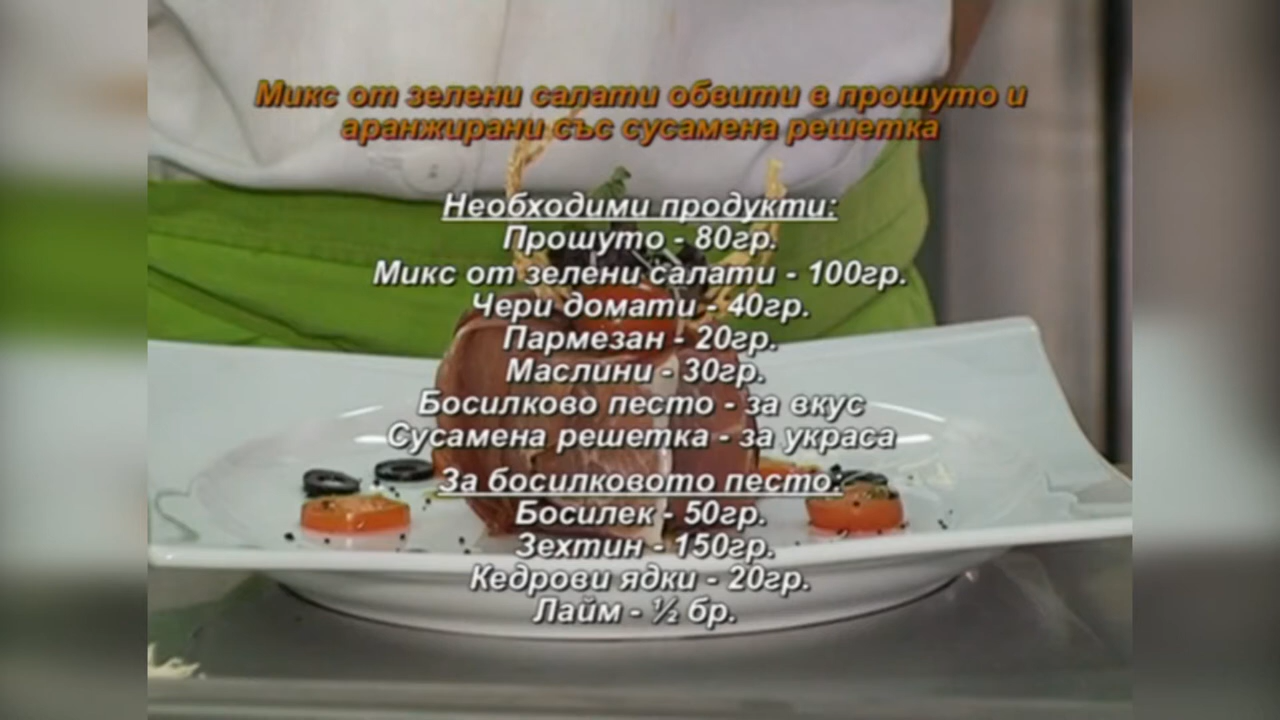 Микс от зелени салати обвити в прошуто и
аранжирани със сусамена решетка
Необходими продукти:
Прошуто - 80гр.
Микс от зелени салати - 100гр.
Чери домати - 40гр.
Пармезан - 20гр.
Маслини - 30гр.
Босилково песто - за вкус
Сусамена решетка - за украса
За босилковото песто:
Босилек - 50гр.
Зехтин - 150гр.
Кедрови ядки - 20гр.
Лайм - ½ бр.